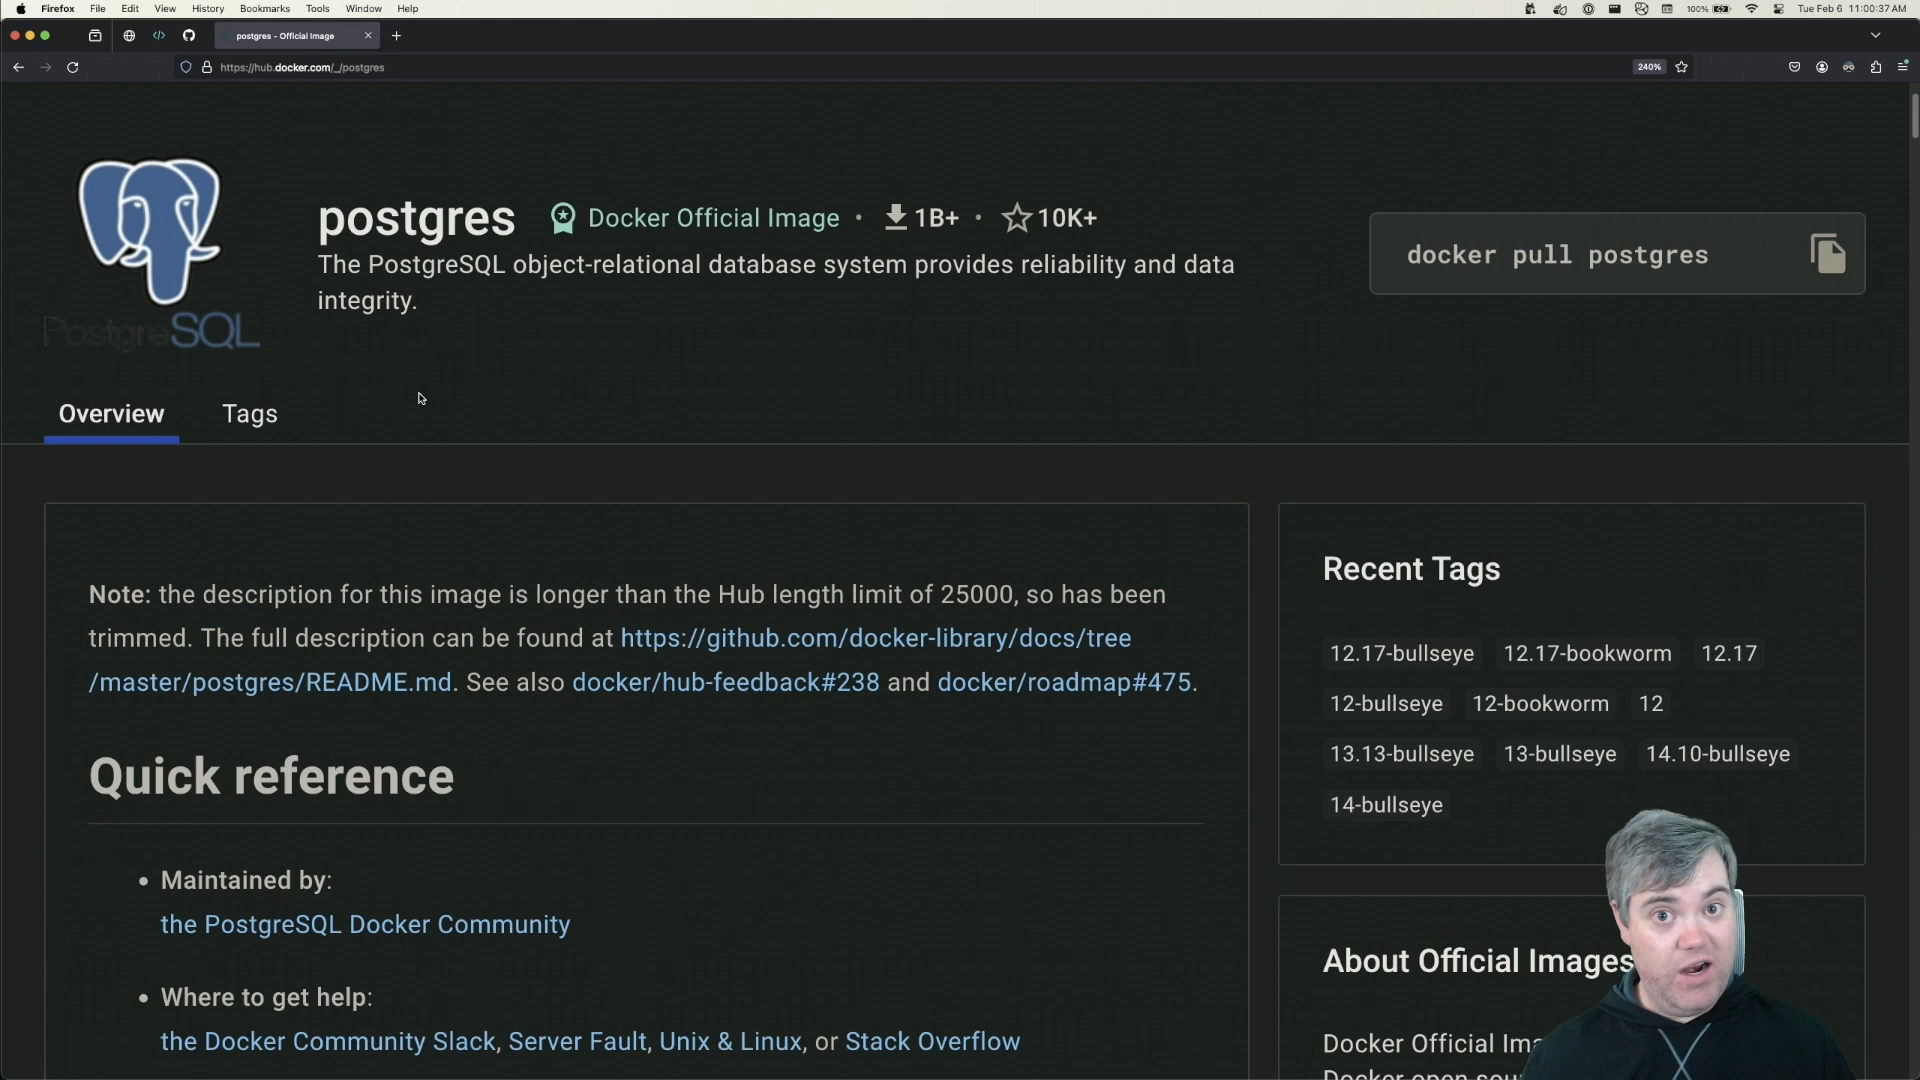 Firefox File Edit View History Bookmarks Tools Window Help 100% Tue Feb 6 11:00:37 AM
postgres - Official Image
https://hub.docker.com/_/postgres 240%
postgres Docker Official Image • 1B+ • 10K+
The PostgreSQL object-relational database system provides reliability and data
integrity.
docker pull postgres
PostgreSQL
Overview Tags
Note: the description for this image is longer than the Hub length limit of 25000, so has been
trimmed. The full description can be found at https://github.com/docker-library/docs/tree
/master/postgres/README.md. See also docker/hub-feedback#238 and docker/roadmap#475.
Quick reference
• Maintained by:
the PostgreSQL Docker Community
• Where to get help:
the Docker Community Slack, Server Fault, Unix & Linux, or Stack Overflow
Recent Tags
12.17-bullseye 12.17-bookworm 12.17
12-bullseye 12-bookworm 12
13.13-bullseye 13-bullseye 14.10-bullseye
14-bullseye
About Official Images
Docker Official
Docker open